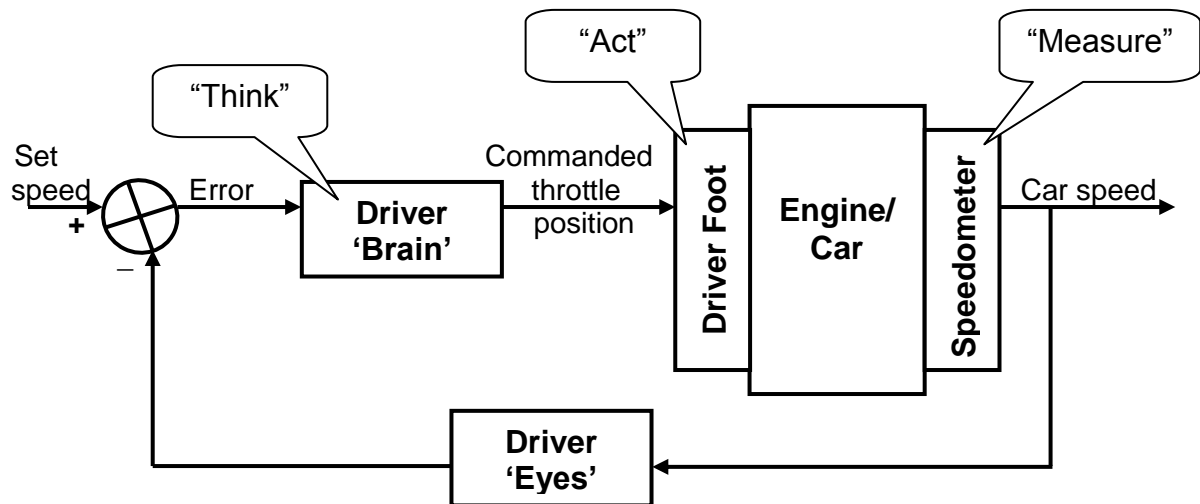 “Think”
“Act”
“Measure”
Set
speed
+
–
Error
Driver
‘Brain’
Commanded
throttle
position
Driver Foot
Engine/
Car
Speedometer
Car speed
Driver
‘Eyes’